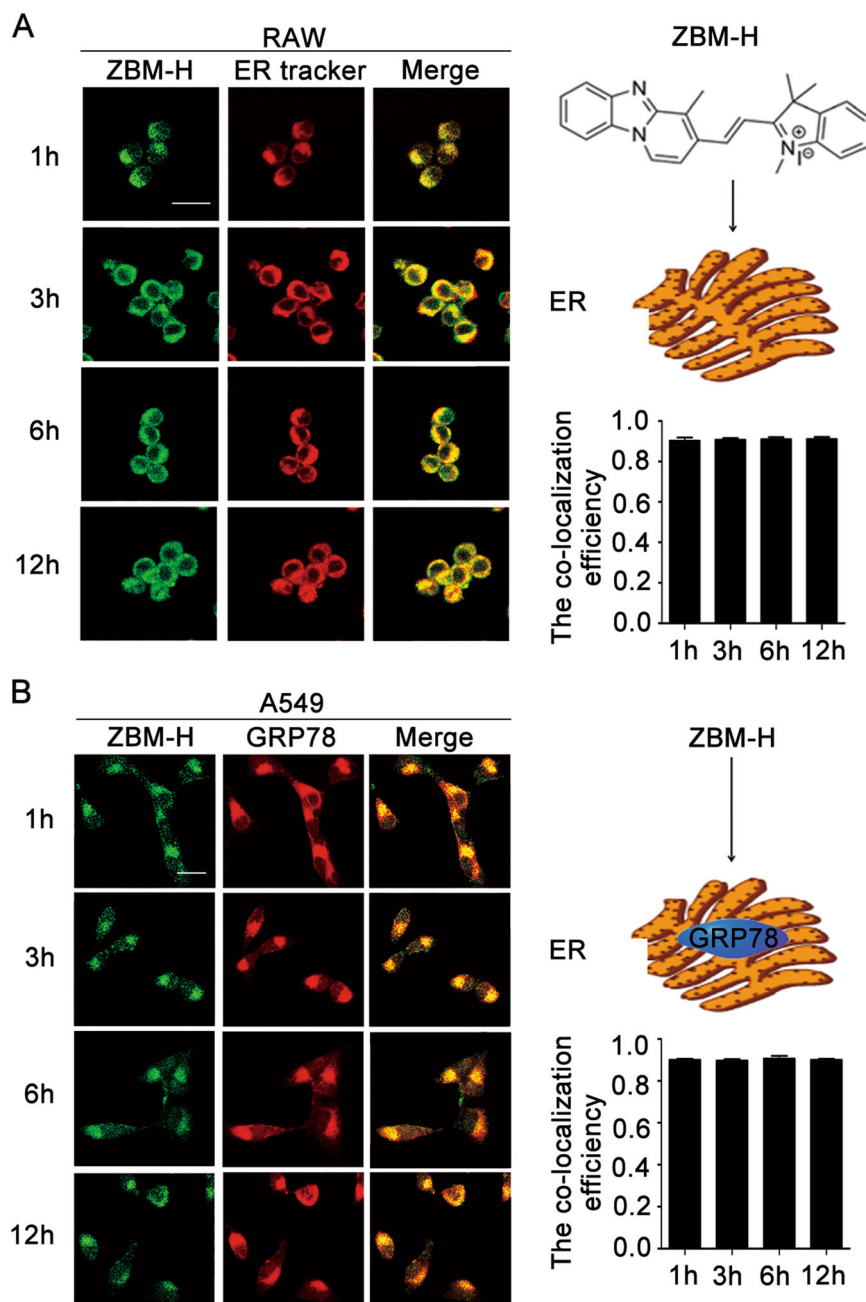 A
RAW
ZBM-H ER tracker Merge
1h
3h
6h
12h
ZBM-H
N
N
N
+
I⁻
ER
The co-localization
efficiency
1.0
0.8
0.6
0.4
0.2
0.0
1h 3h 6h 12h
B
A549
ZBM-H GRP78 Merge
1h
3h
6h
12h
ZBM-H
GRP78
ER
The co-localization
efficiency
1.0
0.8
0.6
0.4
0.2
0.0
1h 3h 6h 12h